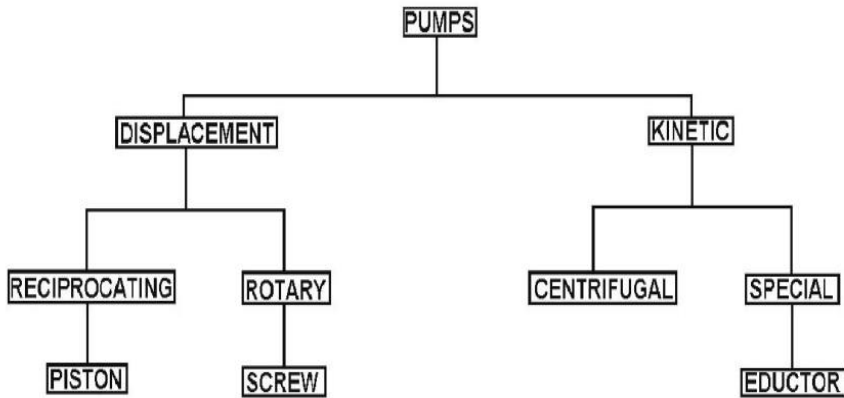 PUMPS
DISPLACEMENT
KINETIC
RECIPROCATING
ROTARY
CENTRIFUGAL
SPECIAL
PISTON
SCREW
EDUCTOR